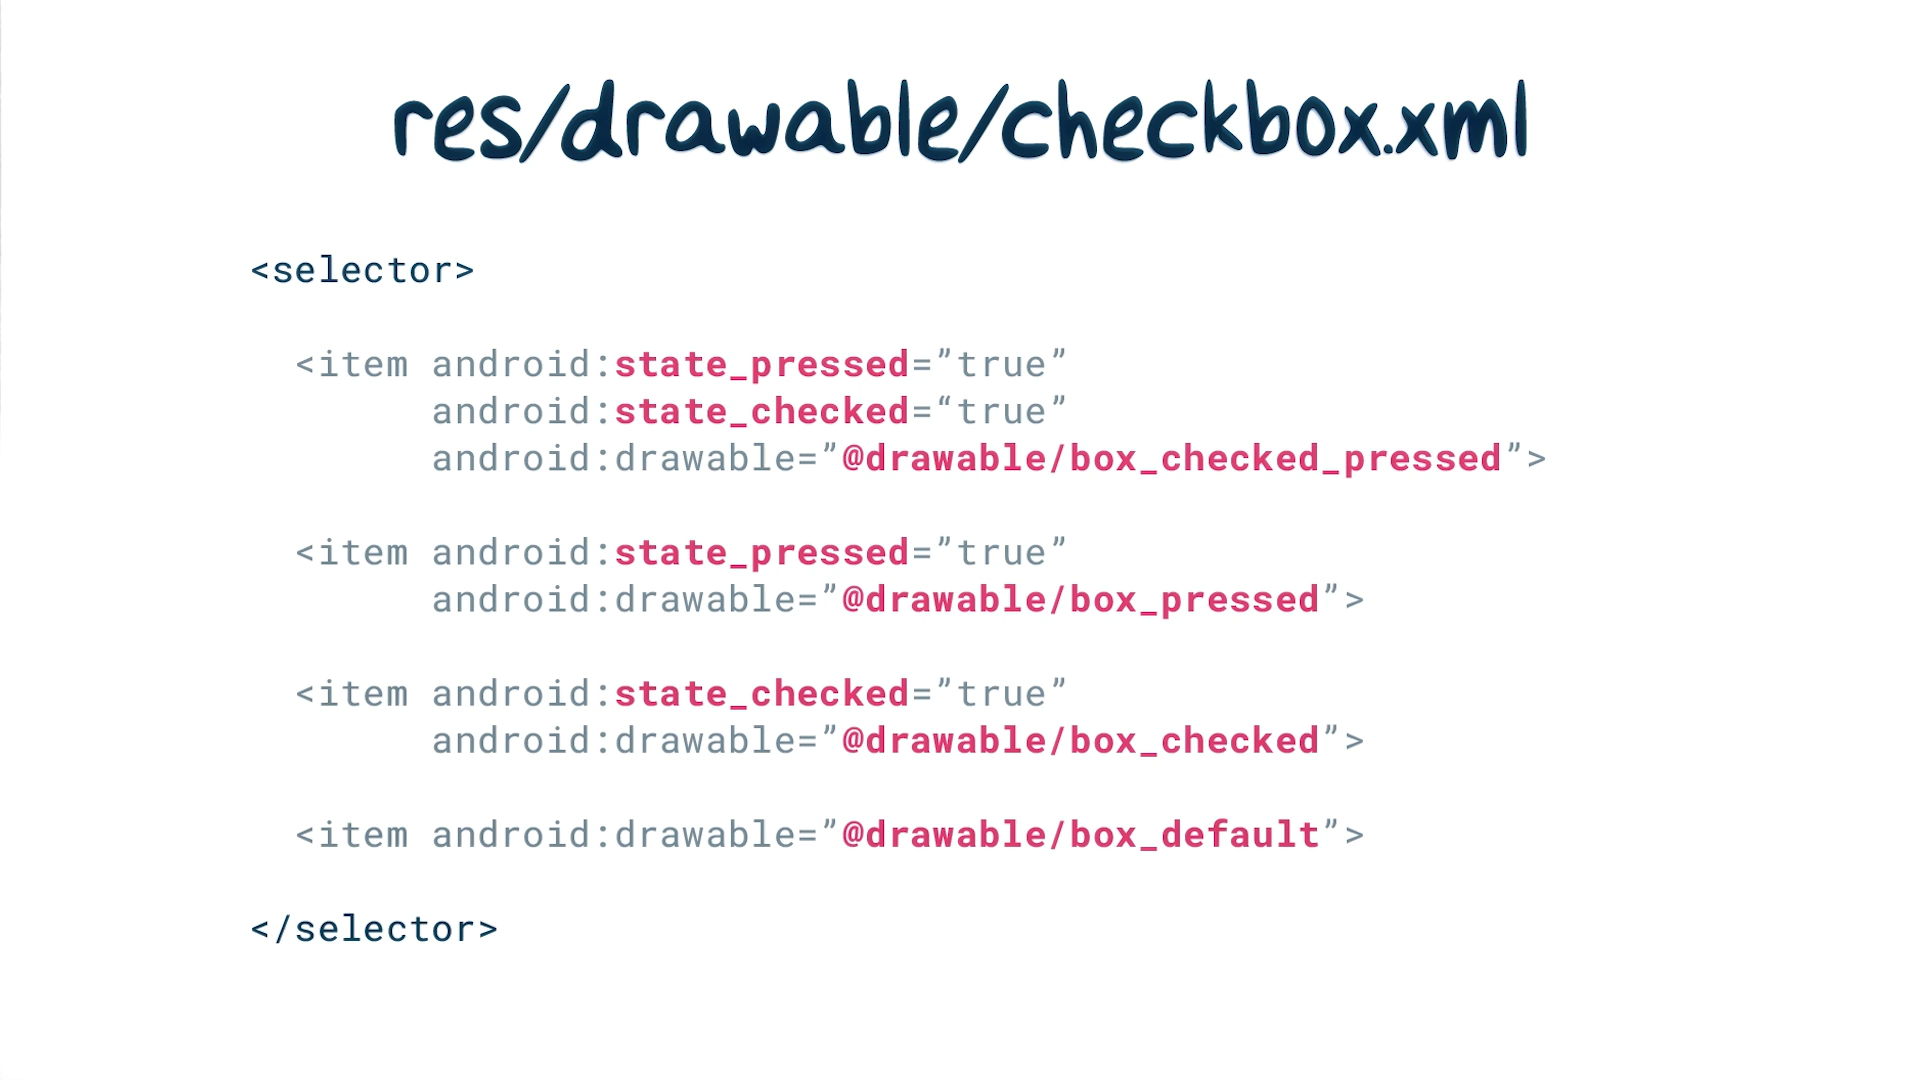 res/drawable/checkbox.xml
<selector>
<item android:state_pressed=”true”
android:state_checked=“true”
android:drawable=”@drawable/box_checked_pressed”>
<item android:state_pressed=”true”
android:drawable=”@drawable/box_pressed”>
<item android:state_checked=”true”
android:drawable=”@drawable/box_checked”>
<item android:drawable=”@drawable/box_default”>
</selector>